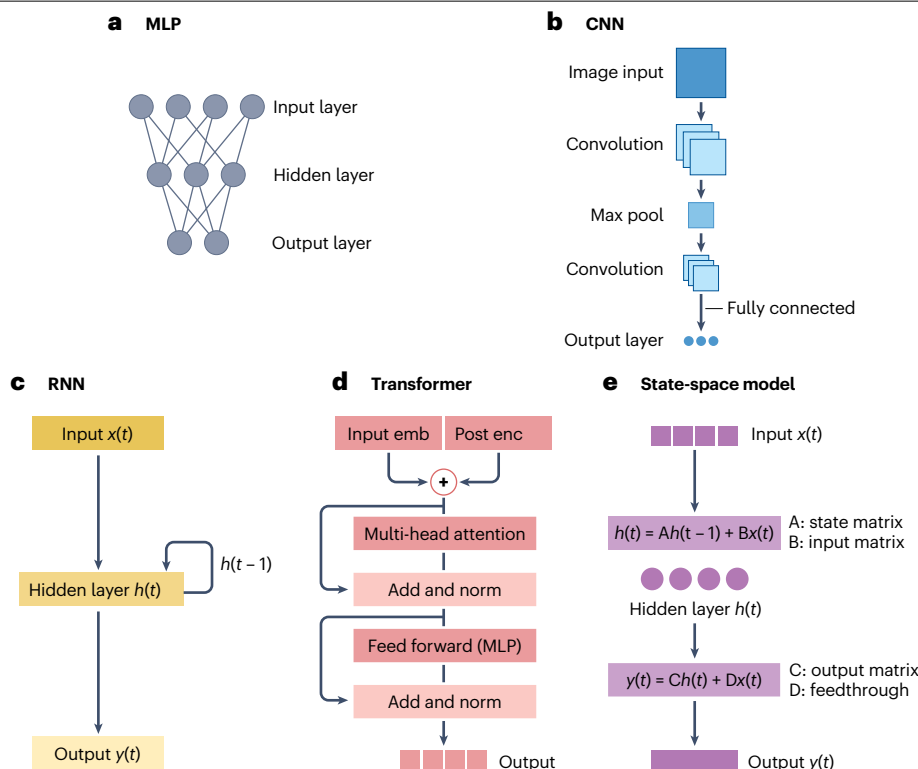 a MLP
Input layer
Hidden layer
Output layer
b CNN
Image input
Convolution
Max pool
Convolution
Fully connected
Output layer
c RNN
Input x(t)
h(t − 1)
Hidden layer h(t)
Output y(t)
d Transformer
Input emb Post enc
+
Multi-head attention
Add and norm
Feed forward (MLP)
Add and norm
Output
e State-space model
Input x(t)
h(t) = Ah(t − 1) + Bx(t)
A: state matrix
B: input matrix
Hidden layer h(t)
y(t) = Ch(t) + Dx(t)
C: output matrix
D: feedthrough
Output y(t)